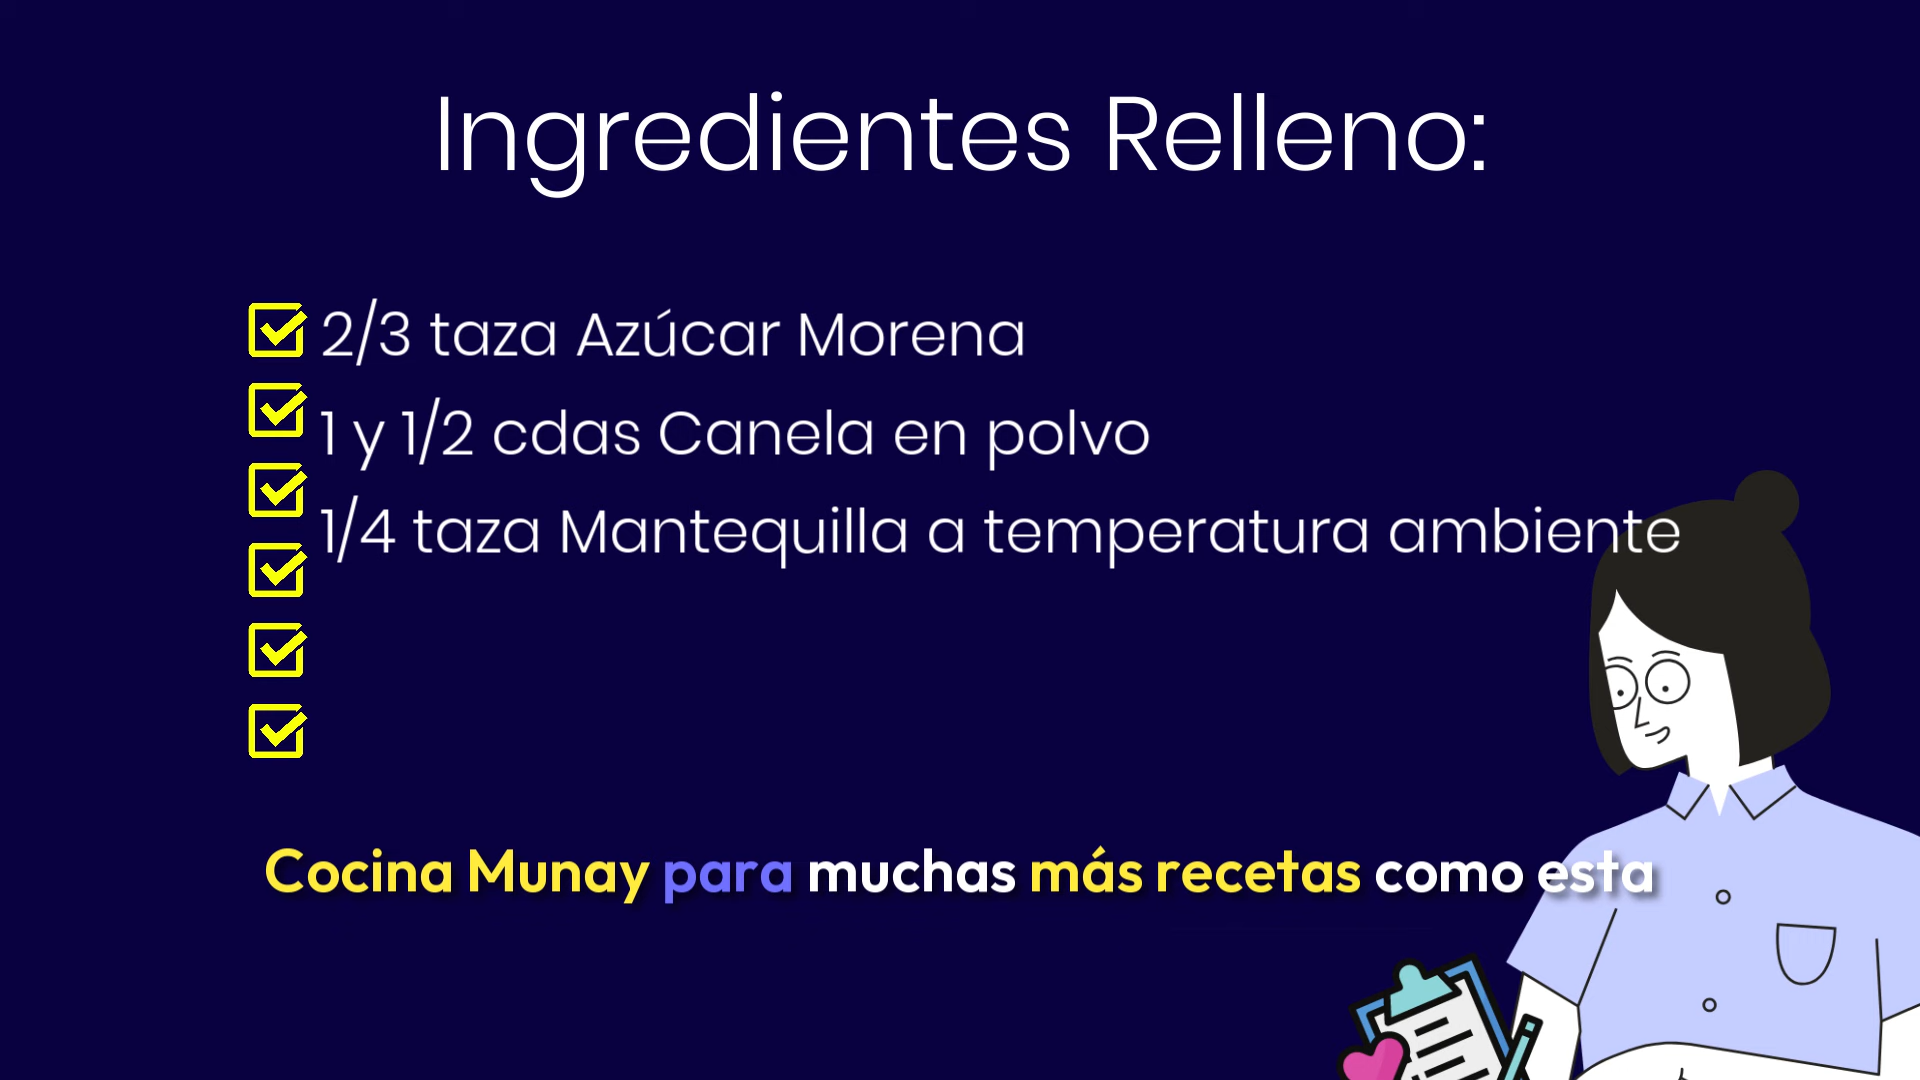 Ingredientes Relleno:
2/3 taza Azúcar Morena
1 y 1/2 cdas Canela en polvo
1/4 taza Mantequilla a temperatura ambiente
Cocina Munay para muchas más recetas como esta